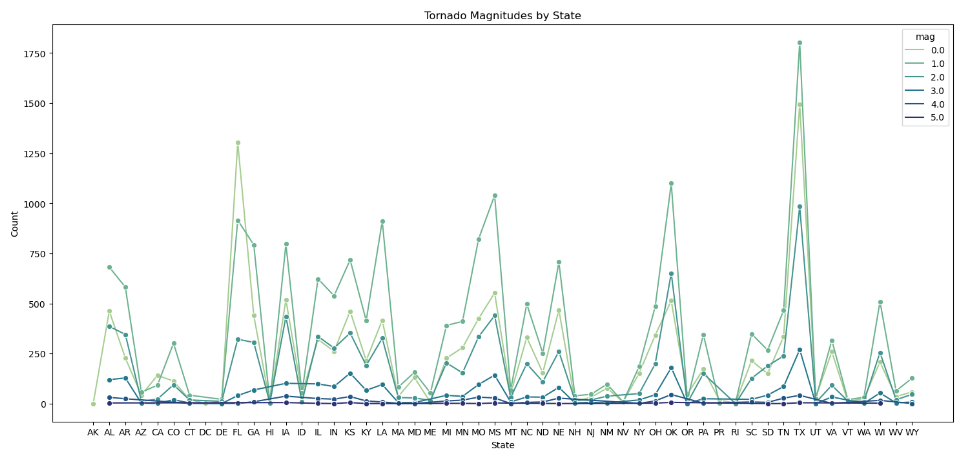 Tornado Magnitudes by State
mag
0.0
1.0
2.0
3.0
4.0
5.0
1750
1500
1250
1000
750
500
250
0
Count
AK AL AR AZ CA CO CT DC DE FL GA HI IA ID IL IN KS KY LA MA MD ME MI MN MO MS MT NC ND NE NH NJ NM NV NY OH OK OR PA PR RI SC SD TN TX UT VA VT WA WI WV WY
State